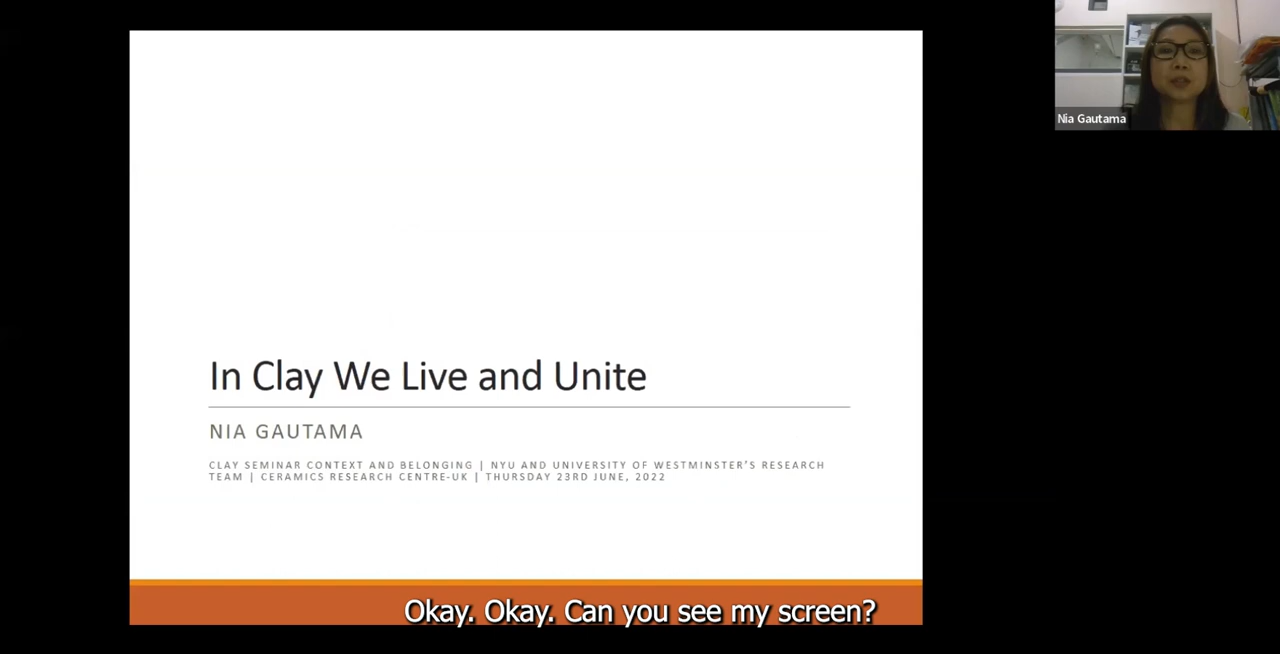 Nia Gautama
In Clay We Live and Unite
NIA GAUTAMA
CLAY SEMINAR CONTEXT AND BELONGING | NYU AND UNIVERSITY OF WESTMINSTER'S RESEARCH
TEAM | CERAMICS RESEARCH CENTRE-UK | THURSDAY 23RD JUNE, 2022
Okay. Okay. Can you see my screen?